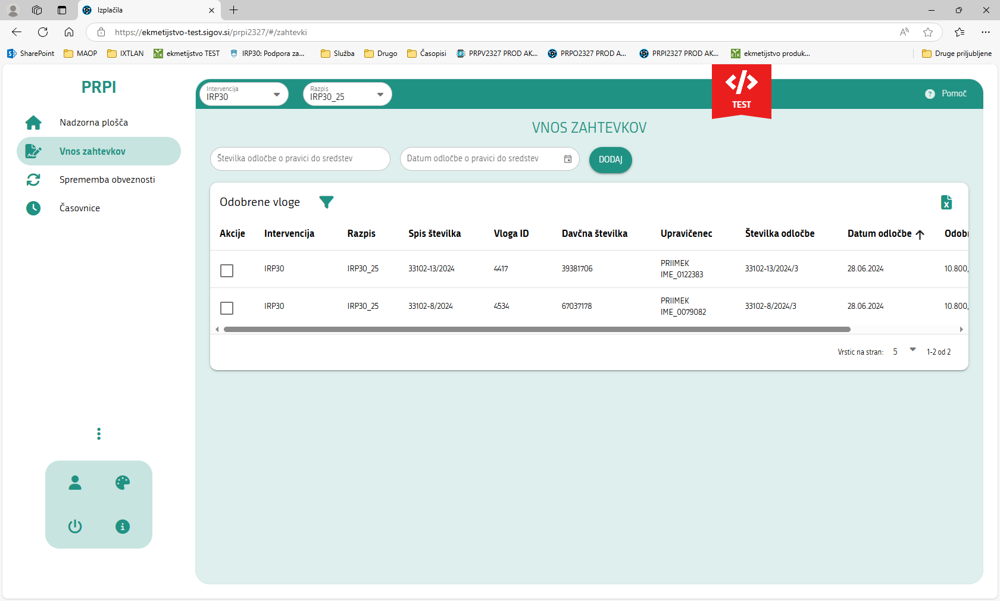 Izplačila
https://ekmetijstvo-test.sigov.si/prpi2327/#/zahtevki
SharePoint MAOP IXTLAN ekmetijstvo TEST IRP30: Podpora za... Služba Drugo Časopisi PRPV2327 PROD AK... PRPO2327 PROD A... PRPI2327 PROD AK... ekmetijstvo produk... Druge priljubljene
PRPI
Nadzorna plošča
Vnos zahtevkov
Sprememba obveznosti
Časovnice
Intervencija
IRP30
Razpis
IRP30_25
</>
TEST
Pomoč
VNOS ZAHTEVKOV
Številka odločbe o pravici do sredstev
Datum odločbe o pravici do sredstev
DODAJ
Odobrene vloge
Akcije Intervencija Razpis Spis številka Vloga ID Davčna številka Upravičenec Številka odločbe Datum odločbe Odob
IRP30 IRP30_25 33102-13/2024 4417 39381706 PRIIMEK IME_0122383 33102-13/2024/3 28.06.2024 10.800,
IRP30 IRP30_25 33102-8/2024 4534 67037178 PRIIMEK IME_0079082 33102-8/2024/3 28.06.2024 10.800,
Vrstic na stran: 5 1-2 od 2